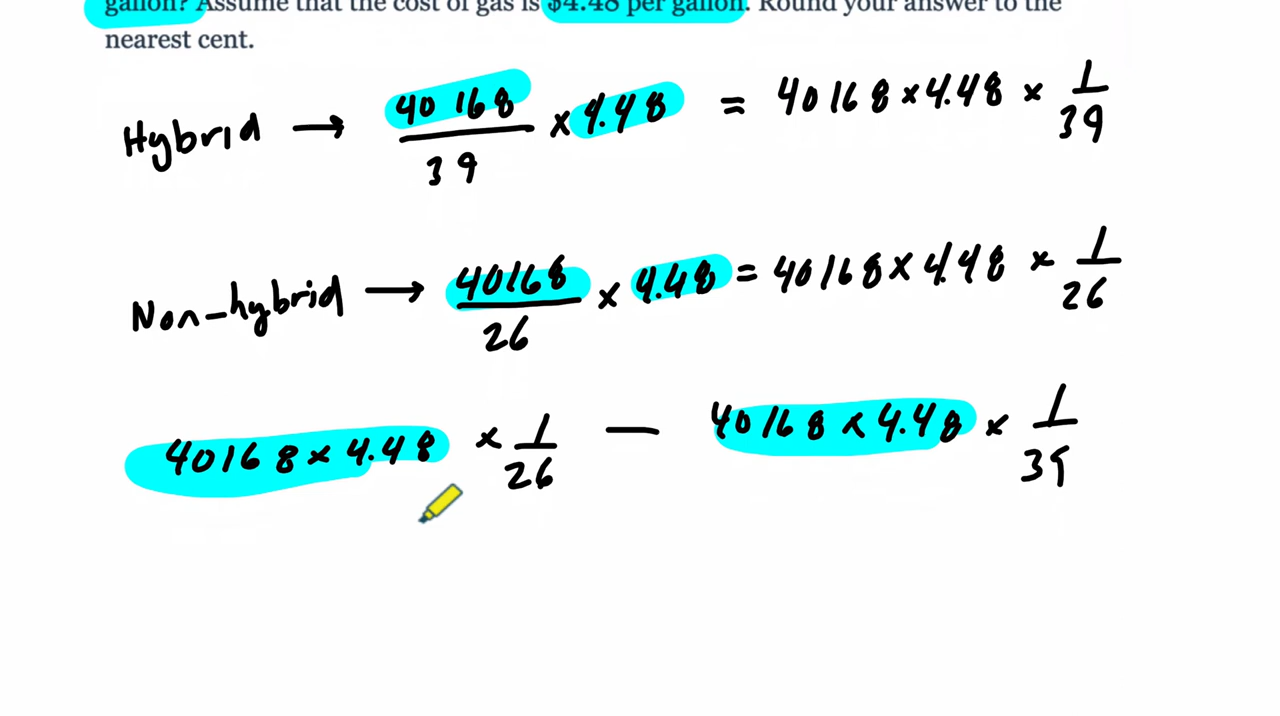 gallon? Assume that the cost of gas is $4.48 per gallon. Round your answer to the
nearest cent.
Hybrid → 40168/39 × 4.48 = 40168 × 4.48 × 1/39
Non-hybrid → 40168/26 × 4.48 = 40168 × 4.48 × 1/26
40168 × 4.48 × 1/26 — 40168 × 4.48 × 1/39